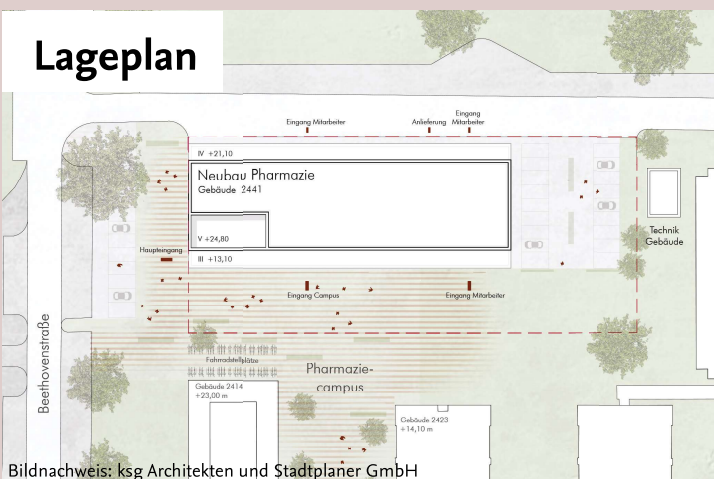 Lageplan
Eingang Mitarbeiter
Anlieferung
Eingang
Mitarbeiter
IV +21,10
Neubau Pharmazie
Gebäude 2441
V +24,80
Haupteingang
III +13,10
Technik
Gebäude
Eingang Campus
Eingang Mitarbeiter
Beethovenstraße
Fahrradstellplätze
Pharmazie-
campus
Gebäude 2414
+23,00 m
Gebäude 2423
+14,10 m
Bildnachweis: ksg Architekten und Stadtplaner GmbH